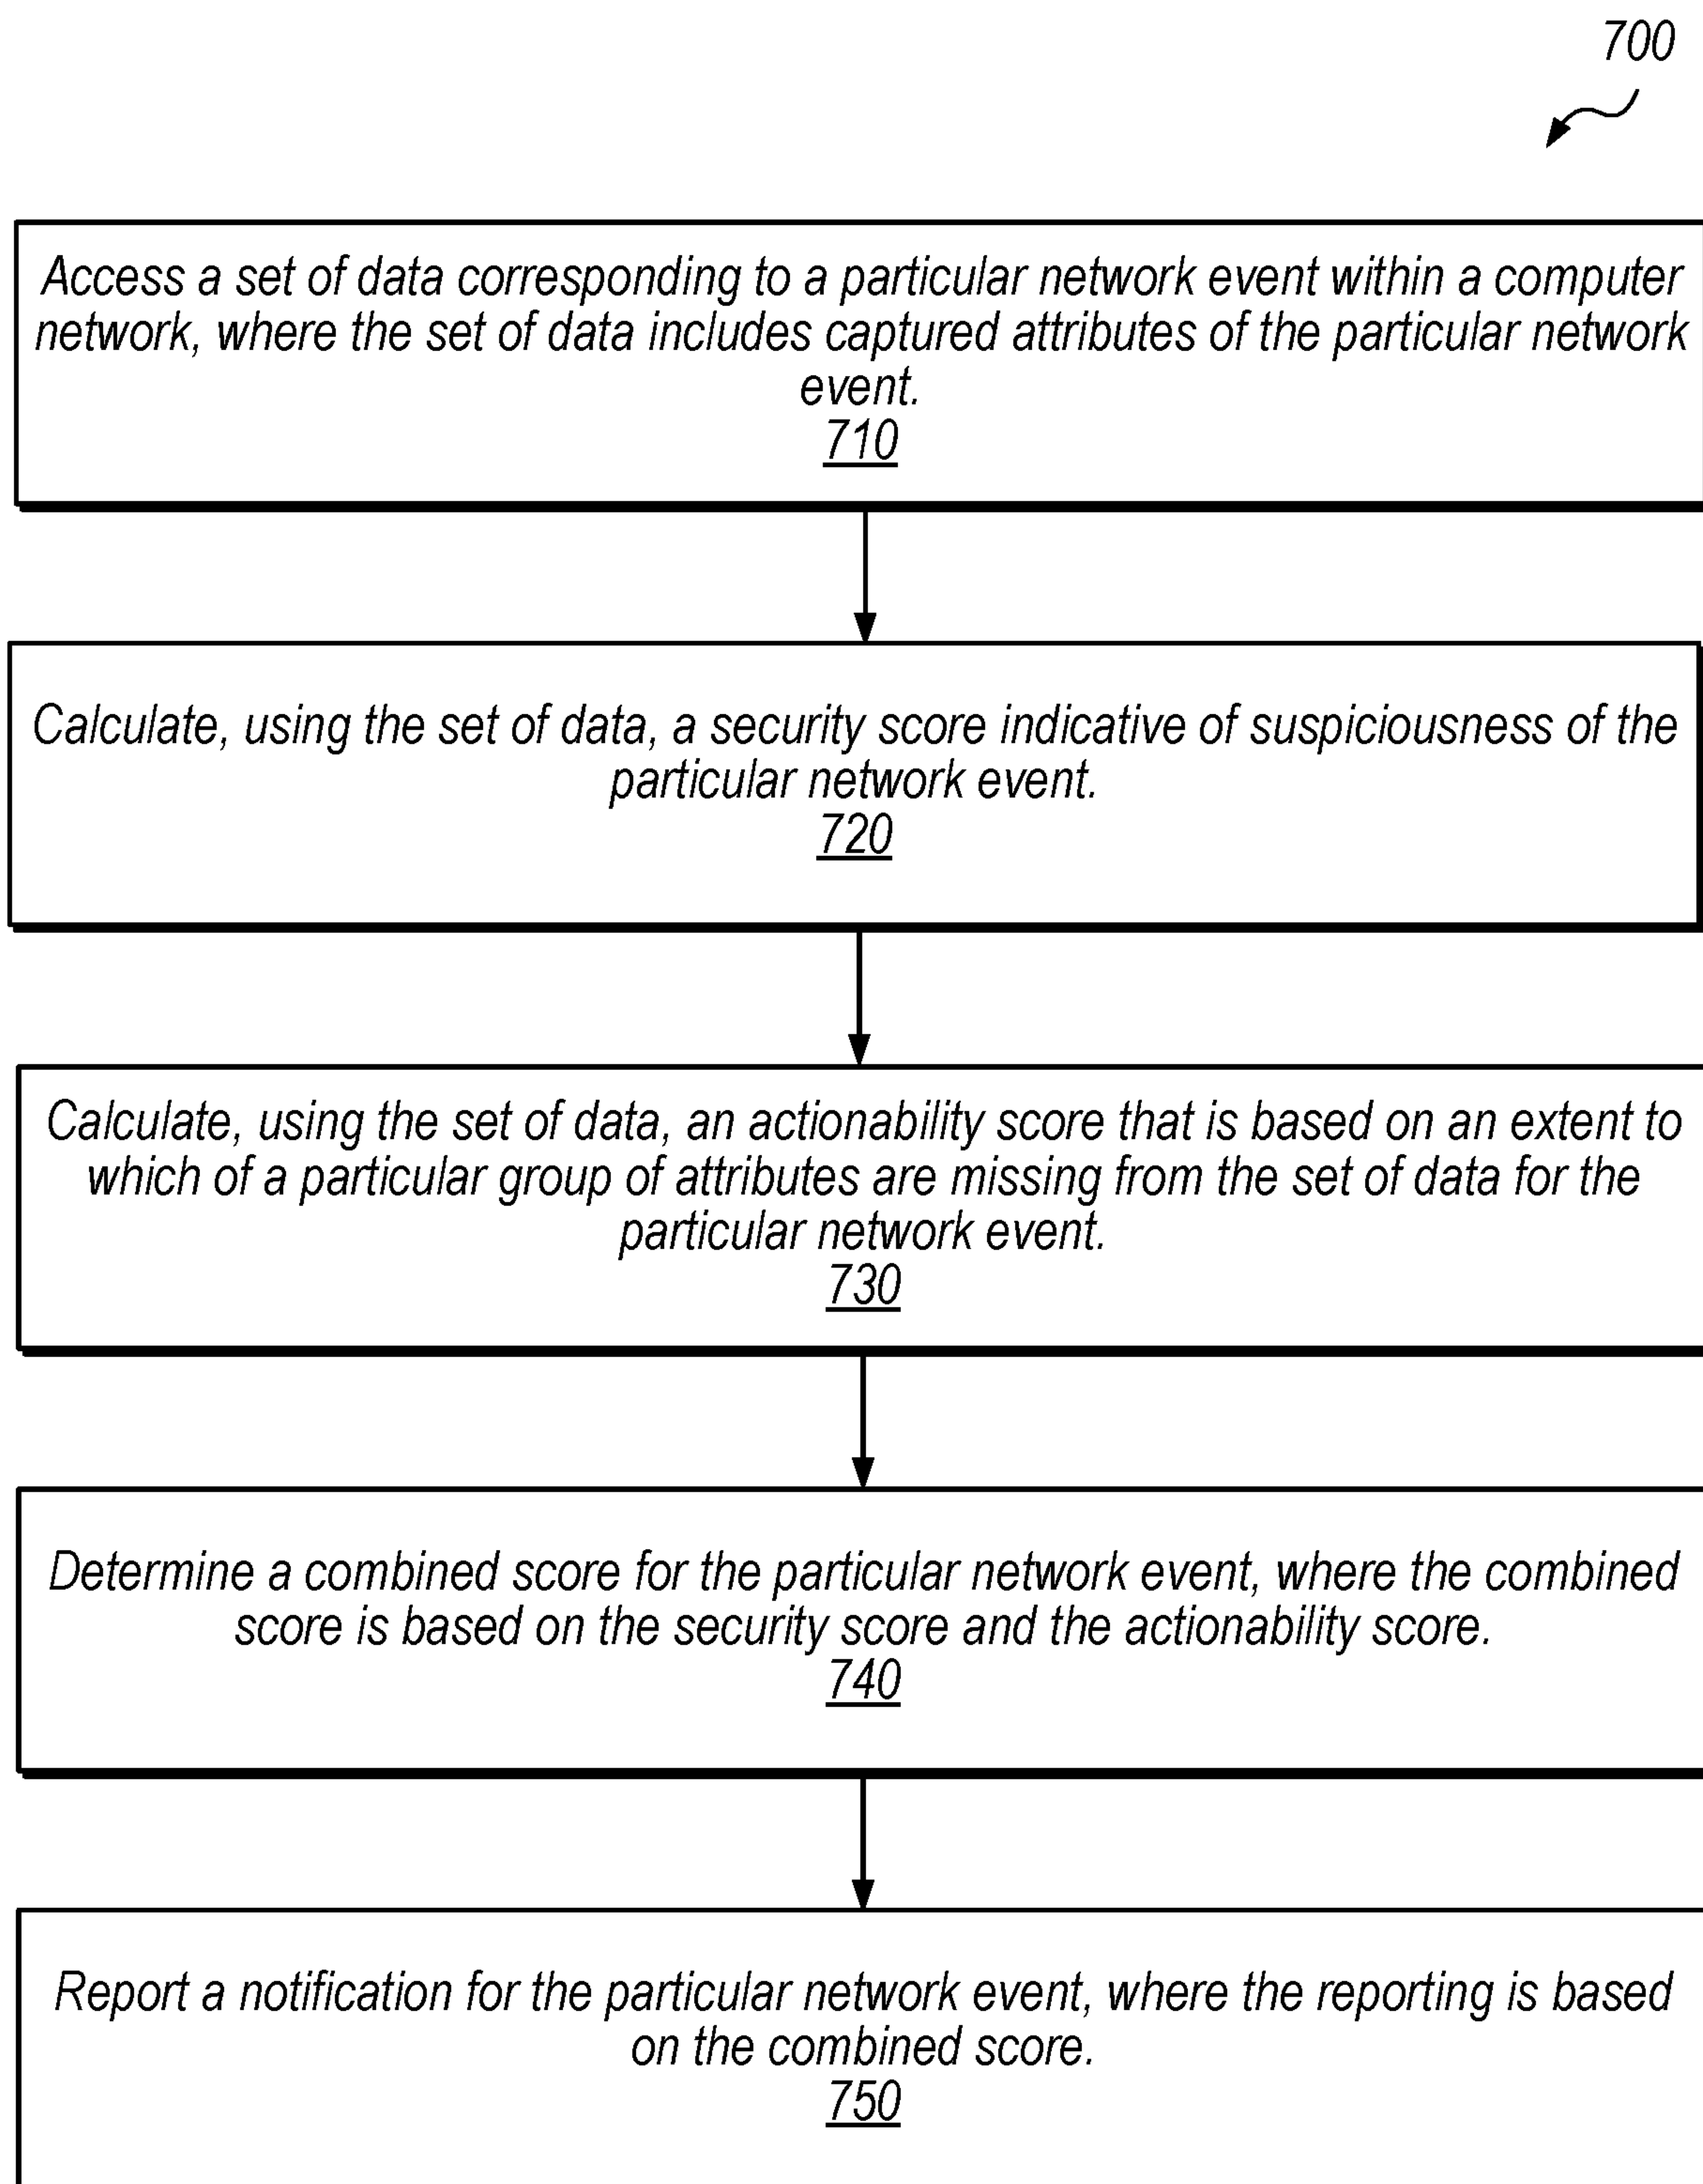 700
Access a set of data corresponding to a particular network event within a computer
network, where the set of data includes captured attributes of the particular network
event.
710
Calculate, using the set of data, a security score indicative of suspiciousness of the
particular network event.
720
Calculate, using the set of data, an actionability score that is based on an extent to
which of a particular group of attributes are missing from the set of data for the
particular network event.
730
Determine a combined score for the particular network event, where the combined
score is based on the security score and the actionability score.
740
Report a notification for the particular network event, where the reporting is based
on the combined score.
750